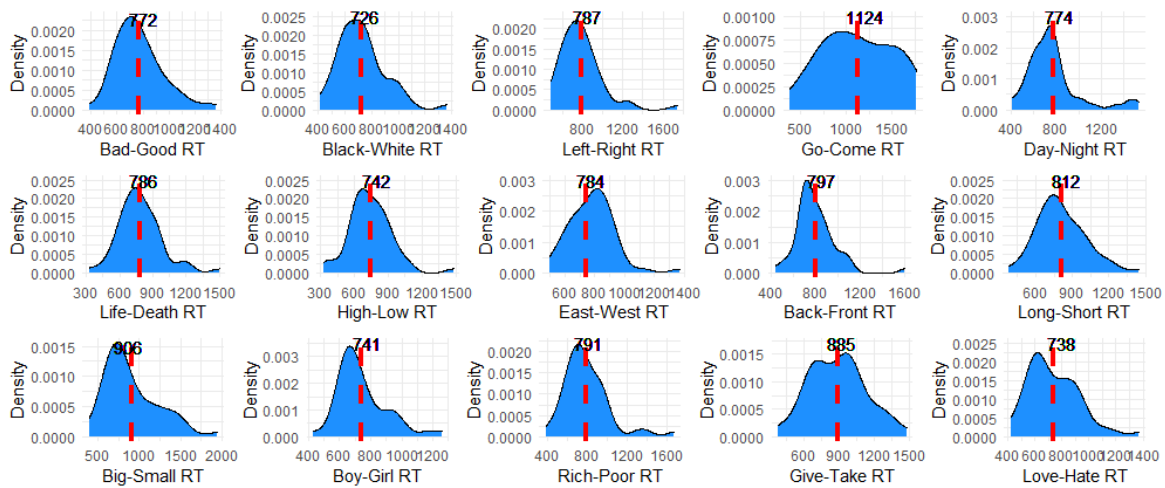 772 726 787 1124 774
Density 0.0020 0.0015 0.0010 0.0005 0.0000
400 600 800 1000 1200 1400
Bad-Good RT
Density 0.0025 0.0020 0.0015 0.0010 0.0005 0.0000
400 600 800 1000 1200 1400
Black-White RT
Density 0.0020 0.0015 0.0010 0.0005 0.0000
800 1200 1600
Left-Right RT
Density 0.00100 0.00075 0.00050 0.00025 0.00000
500 1000 1500
Go-Come RT
Density 0.003 0.002 0.001 0.000
400 800 1200
Day-Night RT
786 742 784 797 812
Density 0.0025 0.0020 0.0015 0.0010 0.0005 0.0000
300 600 900 1200 1500
Life-Death RT
Density 0.0025 0.0020 0.0015 0.0010 0.0005 0.0000
300 600 900 1200 1500
High-Low RT
Density 0.003 0.002 0.001 0.000
600 800 1000 1200 1400
East-West RT
Density 0.003 0.002 0.001 0.000
400 800 1200 1600
Back-Front RT
Density 0.0025 0.0020 0.0015 0.0010 0.0005 0.0000
600 900 1200 1500
Long-Short RT
906 741 791 885 738
Density 0.0015 0.0010 0.0005 0.0000
500 1000 1500 2000
Big-Small RT
Density 0.003 0.002 0.001 0.000
400 600 800 1000 1200
Boy-Girl RT
Density 0.0020 0.0015 0.0010 0.0005 0.0000
400 800 1200 1600
Rich-Poor RT
Density 0.0015 0.0010 0.0005 0.0000
600 900 1200 1500
Give-Take RT
Density 0.0025 0.0020 0.0015 0.0010 0.0005 0.0000
400 600 800 1000 1200 1400
Love-Hate RT